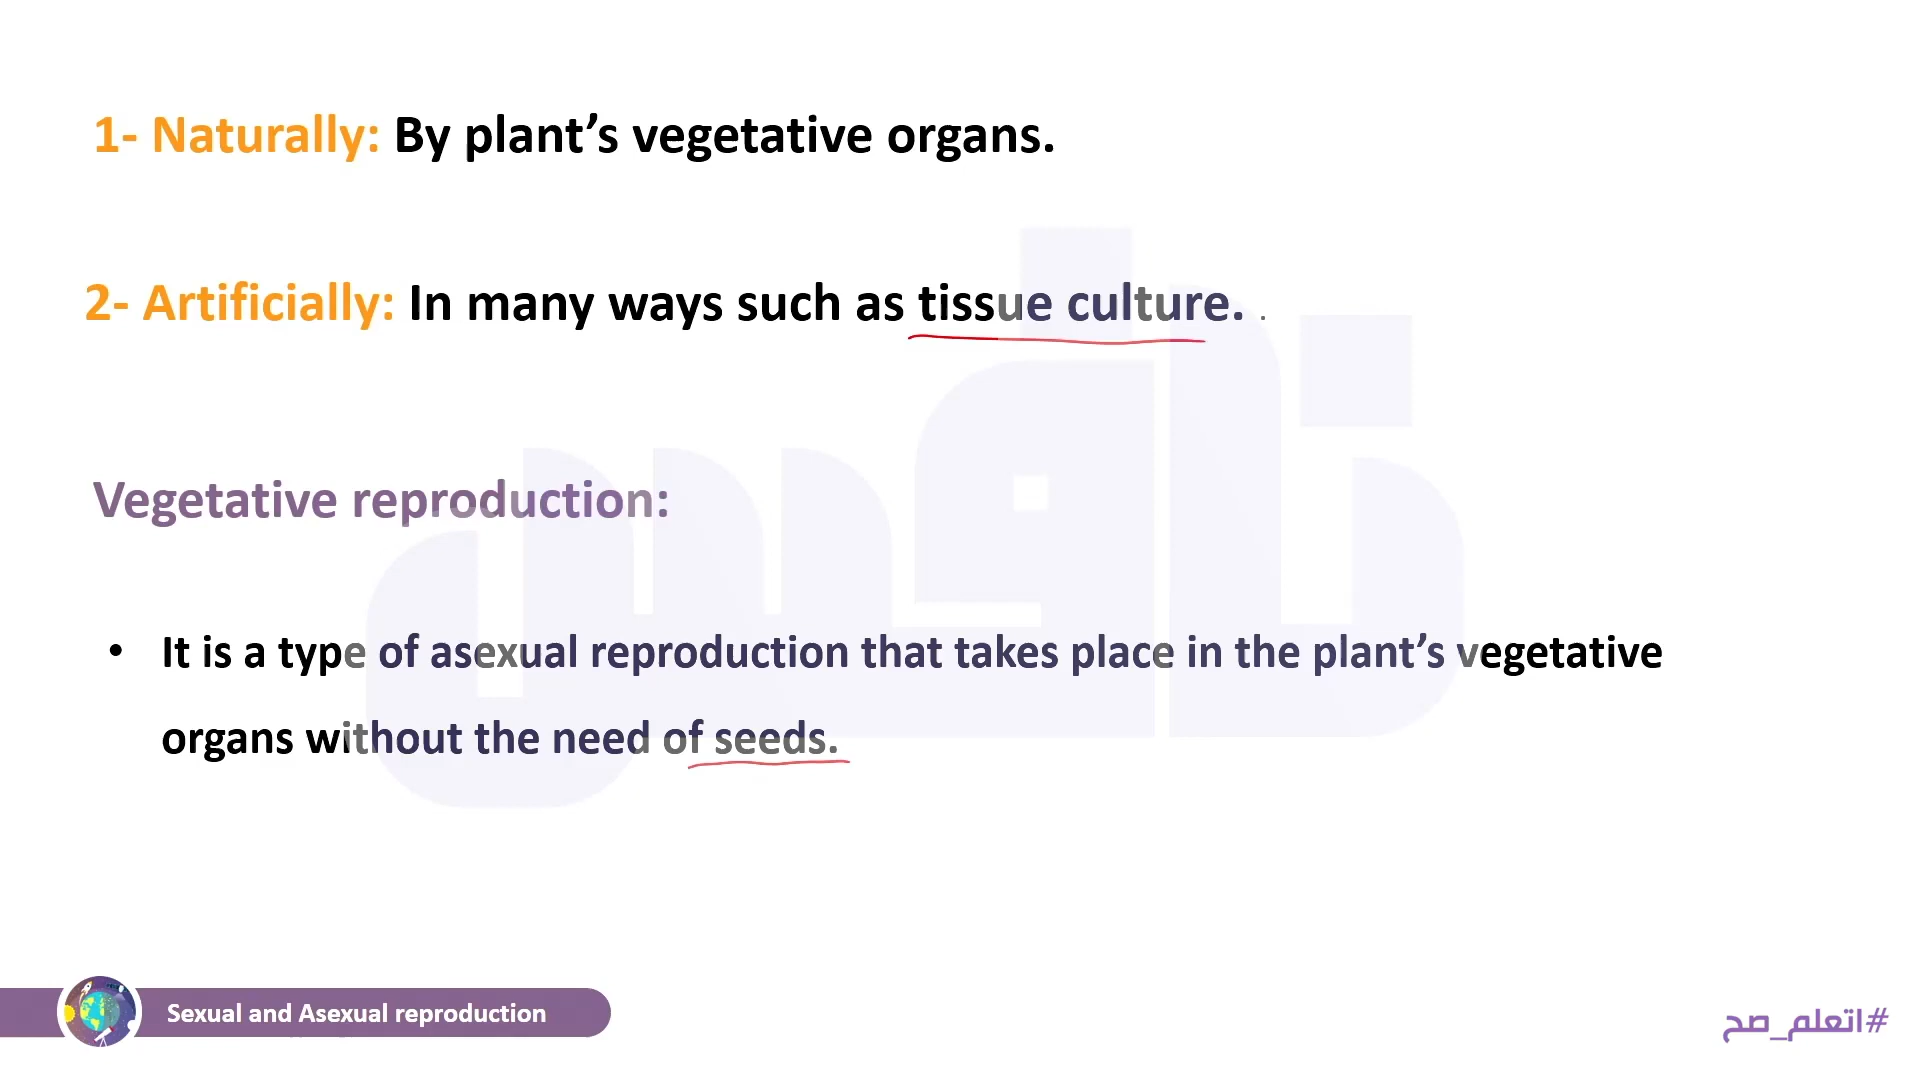 1- Naturally: By plant’s vegetative organs.
2- Artificially: In many ways such as tissue culture. .
Vegetative reproduction:
• It is a type of asexual reproduction that takes place in the plant’s vegetative
organs without the need of seeds.
نافس
Sexual and Asexual reproduction
#اتعلم_صح